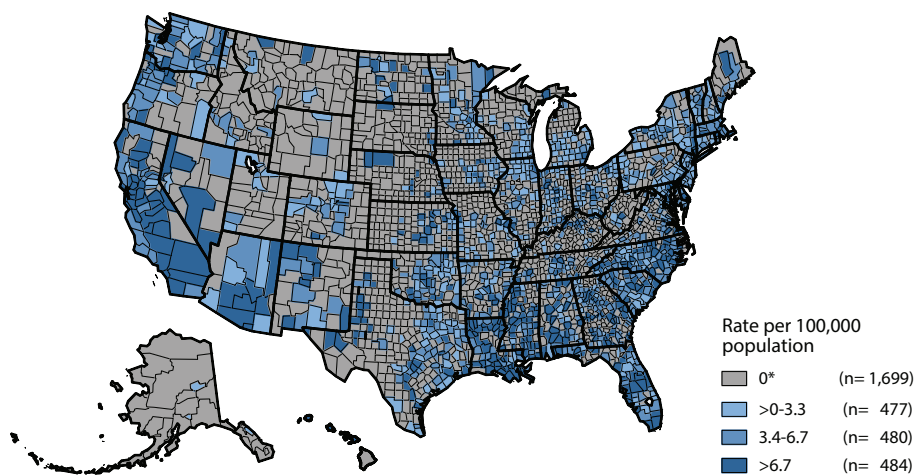 Rate per 100,000
population
0* (n= 1,699)
>0-3.3 (n= 477)
3.4-6.7 (n= 480)
>6.7 (n= 484)